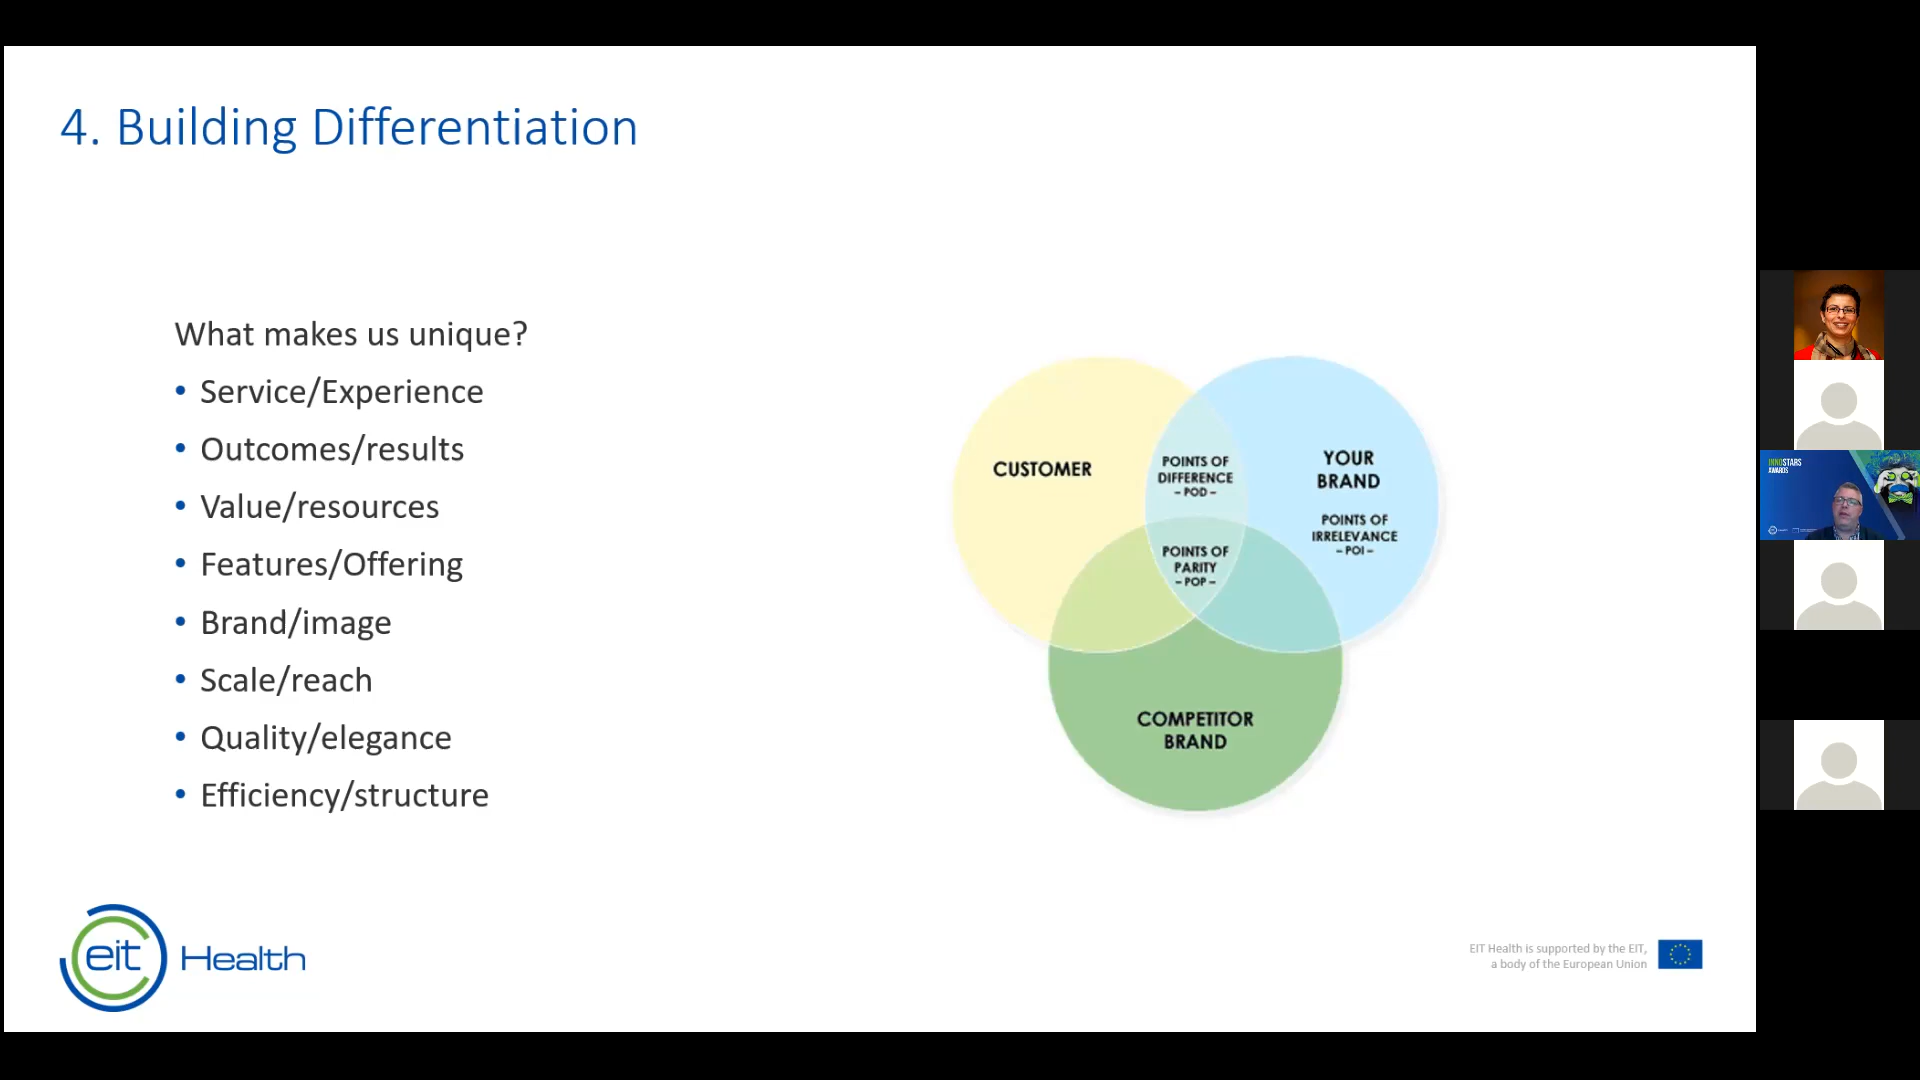 4. Building Differentiation
What makes us unique?
• Service/Experience
• Outcomes/results
• Value/resources
• Features/Offering
• Brand/image
• Scale/reach
• Quality/elegance
• Efficiency/structure
CUSTOMER
POINTS OF
DIFFERENCE
– POD –
YOUR
BRAND
POINTS OF
IRRELEVANCE
– POI –
POINTS OF
PARITY
– POP –
COMPETITOR
BRAND
eit Health
EIT Health is supported by the EIT,
a body of the European Union
INNOSTARS
AWARDS